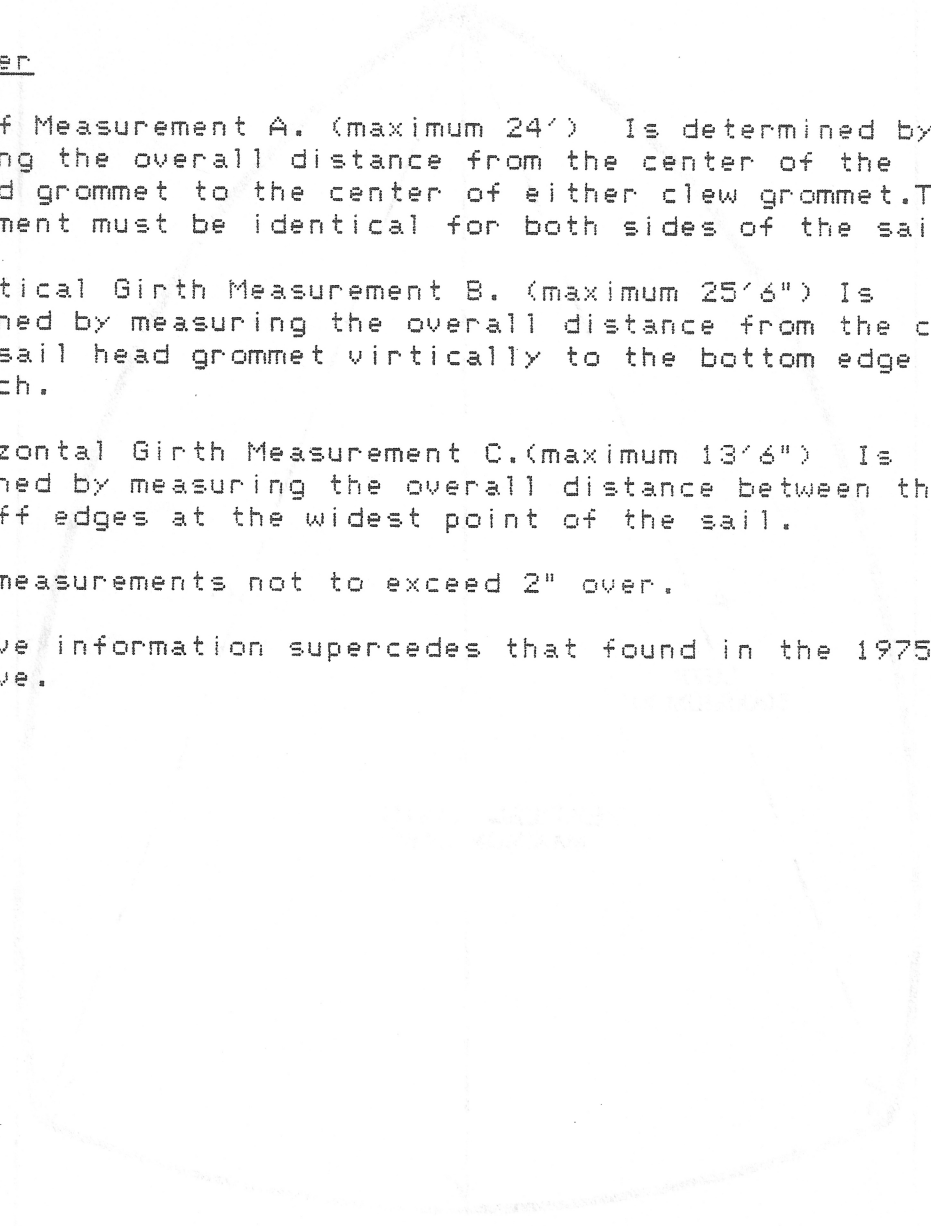 er
f Measurement A. (maximum 24') Is determined by
ng the overall distance from the center of the
d grommet to the center of either clew grommet.T
ment must be identical for both sides of the sai
tical Girth Measurement B. (maximum 25'6") Is
ned by measuring the overall distance from the c
sail head grommet virtically to the bottom edge
ch.
zontal Girth Measurement C.(maximum 13'6") Is
ned by measuring the overall distance between th
ff edges at the widest point of the sail.
measurements not to exceed 2" over.
ve information supercedes that found in the 1975
ve.